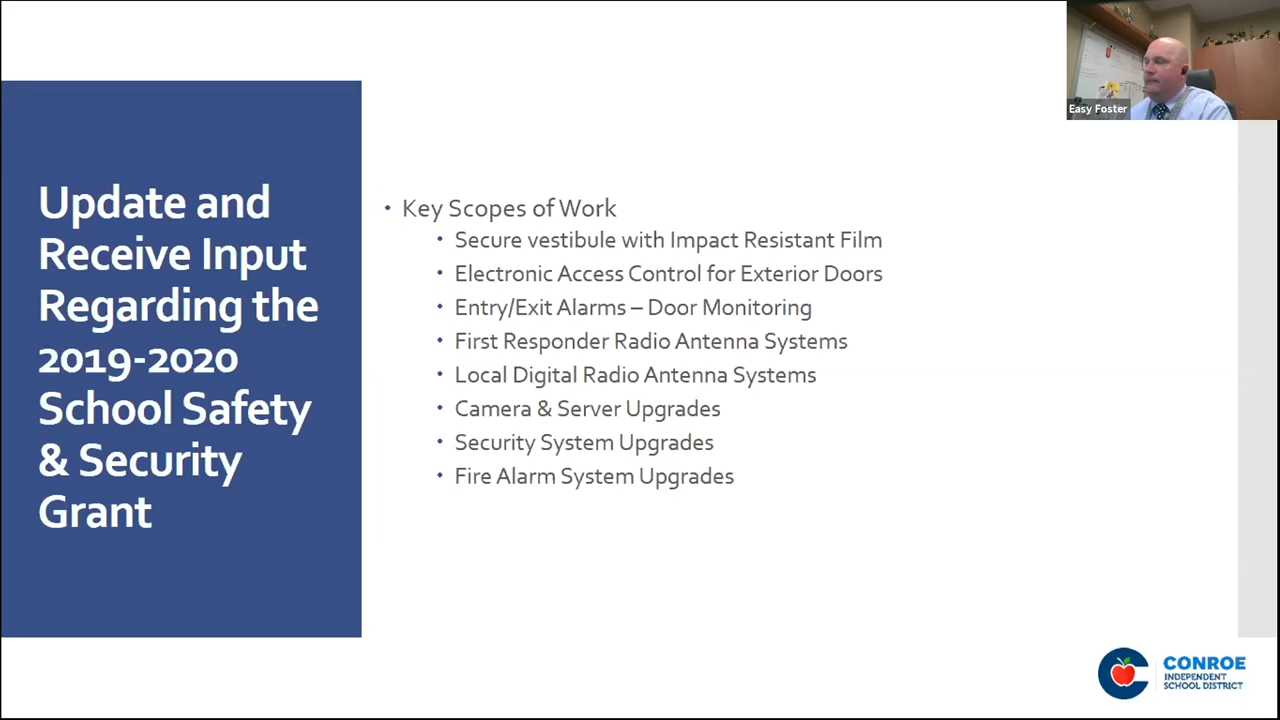 Easy Foster
Update and
Receive Input
Regarding the
2019-2020
School Safety
& Security
Grant
• Key Scopes of Work
• Secure vestibule with Impact Resistant Film
• Electronic Access Control for Exterior Doors
• Entry/Exit Alarms – Door Monitoring
• First Responder Radio Antenna Systems
• Local Digital Radio Antenna Systems
• Camera & Server Upgrades
• Security System Upgrades
• Fire Alarm System Upgrades
CONROE
INDEPENDENT
SCHOOL DISTRICT